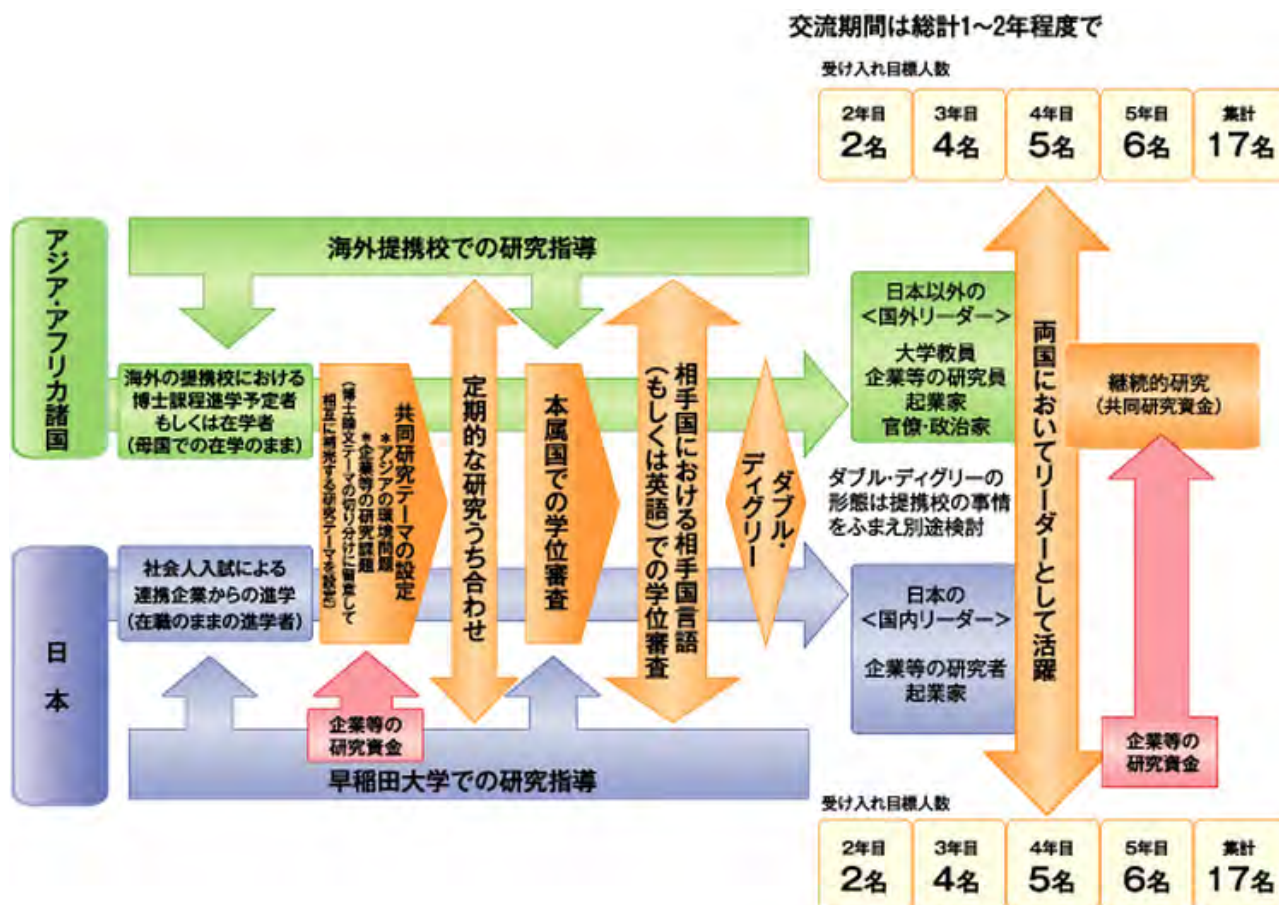 交流期間は総計1～2年程度で
受け入れ目標人数
2年目
2名
3年目
4名
4年目
5名
5年目
6名
集計
17名
アジア・アフリカ諸国
海外提携校での研究指導
海外の提携校における
博士課程進学予定者
もしくは在学者
(母国での在学のまま)
共同研究テーマの設定
＊アジアの環境問題
＊企業等の研究課題
(博士論文テーマの切り分けに留意して
相互に補完する研究テーマを設定)
定期的な研究うち合わせ
本属国での学位審査
相手国における相手国言語
(もしくは英語)での学位審査
ダブル・
ディグリー
日本以外の
<国外リーダー>
大学教員
企業等の研究員
起業家
官僚・政治家
両国においてリーダーとして活躍
継続的研究
(共同研究資金)
ダブル・ディグリーの
形態は提携校の事情
をふまえ別途検討
日本
社会人入試による
連携企業からの進学
(在職のままの進学者)
日本の
<国内リーダー>
企業等の研究者
起業家
企業等の
研究資金
企業等の
研究資金
早稲田大学での研究指導
受け入れ目標人数
2年目
2名
3年目
4名
4年目
5名
5年目
6名
集計
17名